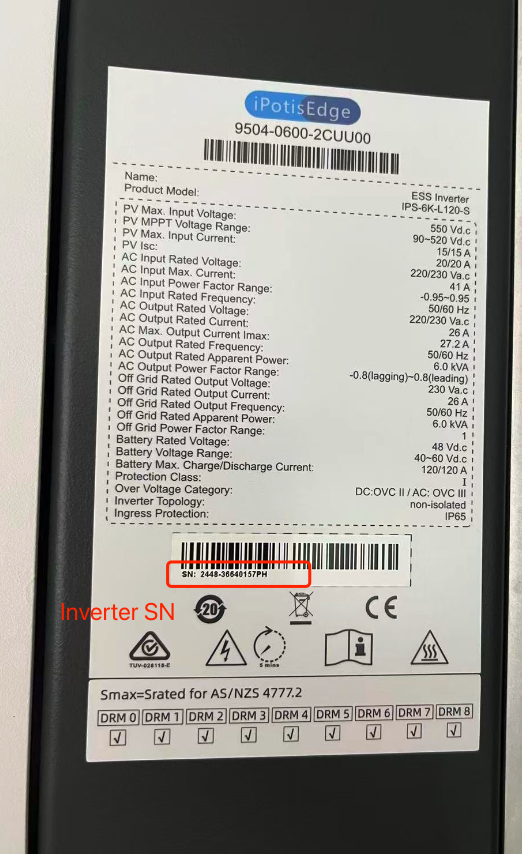 iPotisEdge
9504-0600-2CUU00
Name: ESS Inverter
Product Model: IPS-6K-L120-S
PV Max. Input Voltage: 550 Vd.c
PV MPPT Voltage Range: 90~520 Vd.c
PV Max. Input Current: 15/15 A
PV Isc: 20/20 A
AC Input Rated Voltage: 220/230 Va.c
AC Input Max. Current: 41 A
AC Input Power Factor Range: -0.95~0.95
AC Input Rated Frequency: 50/60 Hz
AC Output Rated Voltage: 220/230 Va.c
AC Output Rated Current: 26 A
AC Max. Output Current Imax: 27.2 A
AC Output Rated Frequency: 50/60 Hz
AC Output Rated Apparent Power: 6.0 kVA
AC Output Power Factor Range: -0.8(lagging)~0.8(leading)
Off Grid Rated Output Voltage: 230 Va.c
Off Grid Rated Output Current: 26 A
Off Grid Rated Output Frequency: 50/60 Hz
Off Grid Rated Apparent Power: 6.0 kVA
Off Grid Power Factor Range: 1
Battery Rated Voltage: 48 Vd.c
Battery Voltage Range: 40~60 Vd.c
Battery Max. Charge/Discharge Current: 120/120 A
Protection Class: I
Over Voltage Category: DC:OVC II / AC: OVC III
Inverter Topology: non-isolated
Ingress Protection: IP65
SN: 2448-36640157PH
Inverter SN
20
CE
TUV-028118-E
5 mins
Smax=Srated for AS/NZS 4777.2
DRM 0 DRM 1 DRM 2 DRM 3 DRM 4 DRM 5 DRM 6 DRM 7 DRM 8
√ √ √ √ √ √ √ √ √